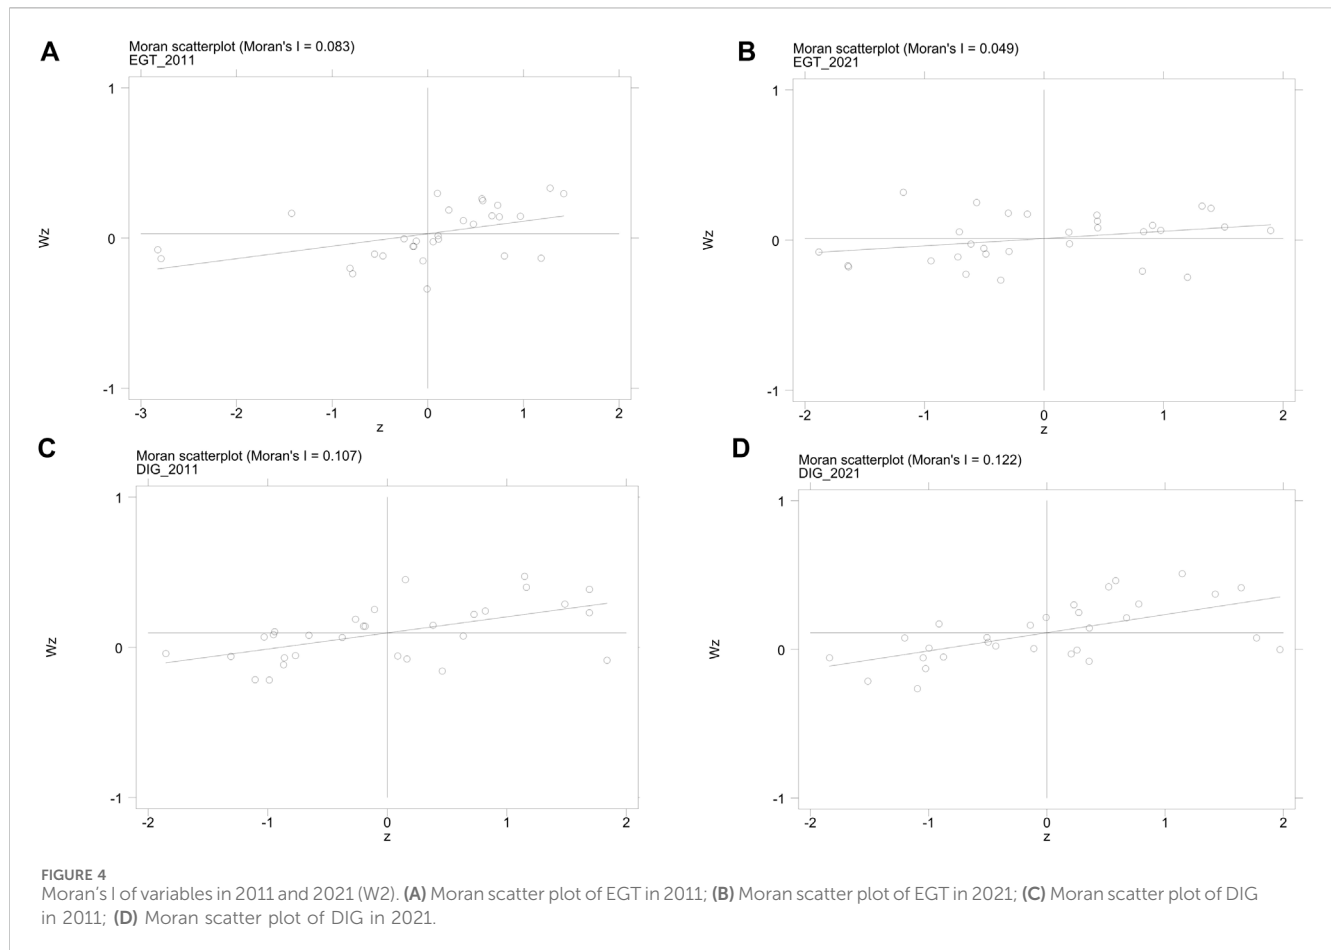 A
Moran scatterplot (Moran's I = 0.083)
EGT_2011
1
0
-1
Wz
-3
-2
-1
0
1
2
z
B
Moran scatterplot (Moran's I = 0.049)
EGT_2021
1
0
-1
Wz
-2
-1
0
1
2
z
C
Moran scatterplot (Moran's I = 0.107)
DIG_2011
1
0
-1
Wz
-2
-1
0
1
2
z
D
Moran scatterplot (Moran's I = 0.122)
DIG_2021
1
0
-1
Wz
-2
-1
0
1
2
z
FIGURE 4
Moran's I of variables in 2011 and 2021 (W2). (A) Moran scatter plot of EGT in 2011; (B) Moran scatter plot of EGT in 2021; (C) Moran scatter plot of DIG
in 2011; (D) Moran scatter plot of DIG in 2021.